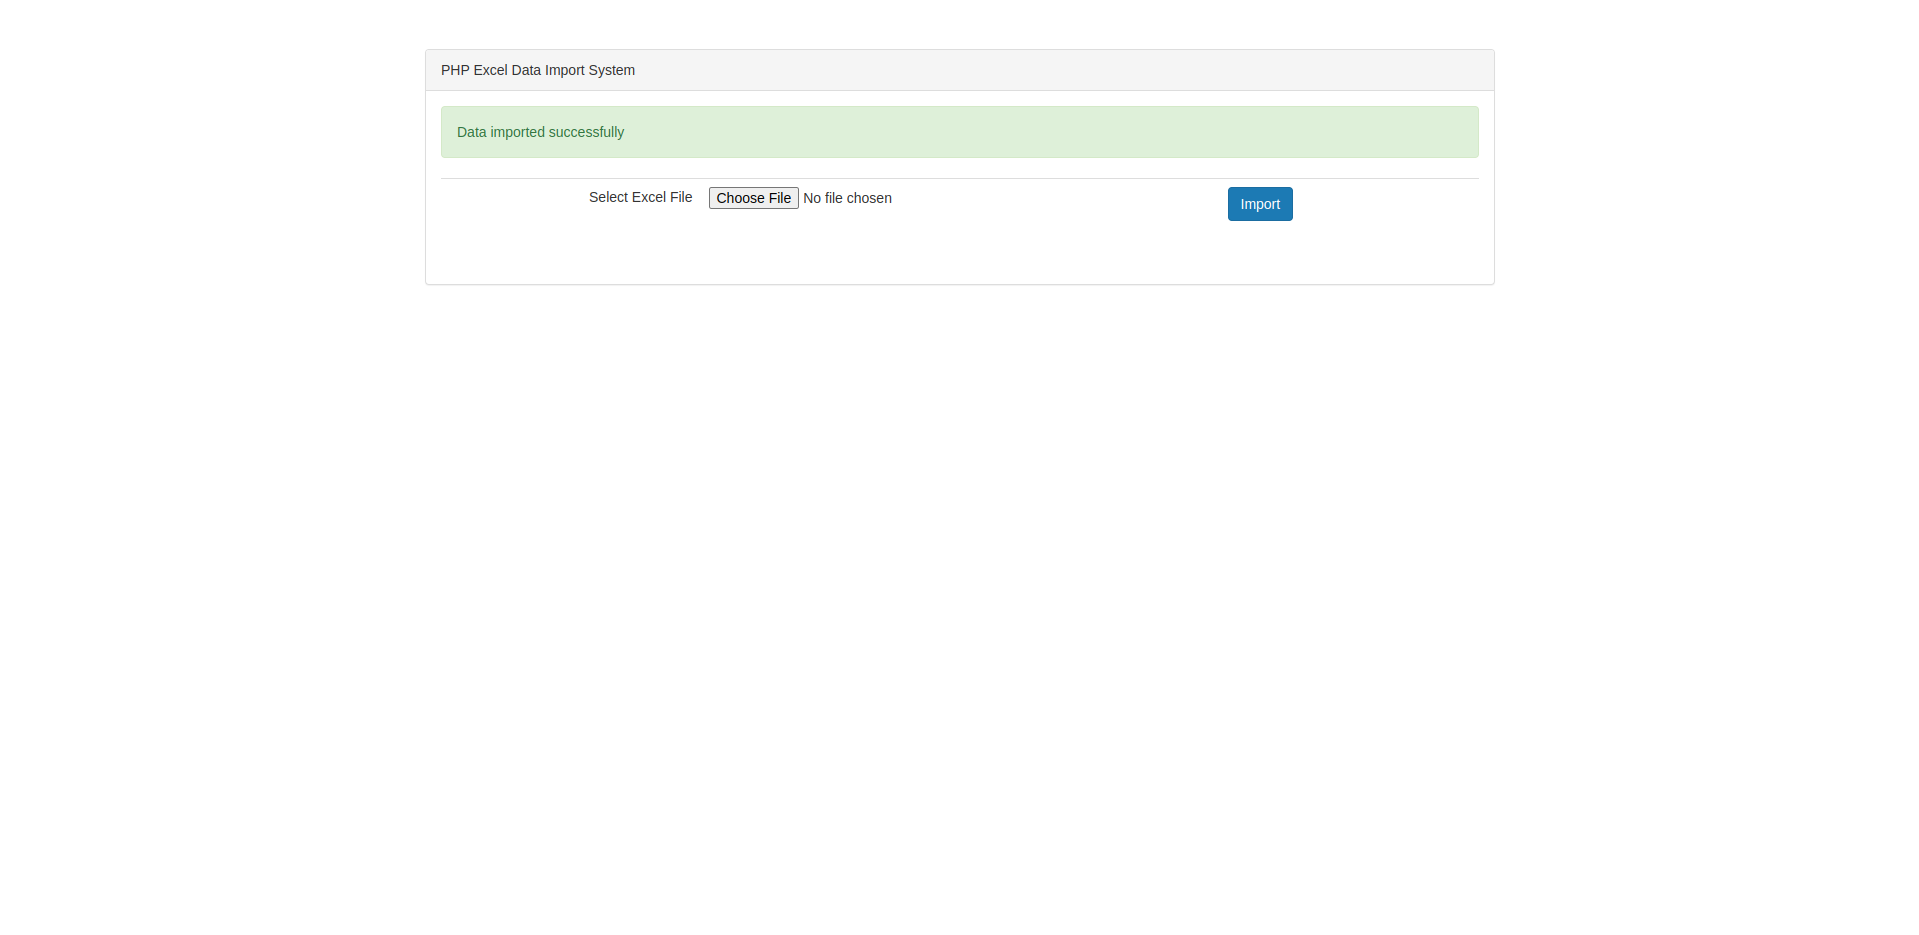 PHP Excel Data Import System
Data imported successfully
Select Excel File Choose File No file chosen Import